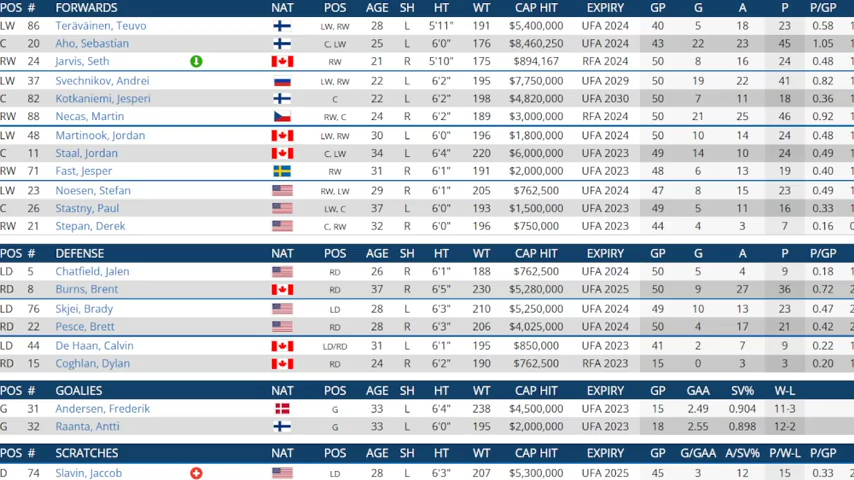 POS # FORWARDS NAT POS AGE SH HT WT CAP HIT EXPIRY GP G A P P/GP
LW 86 Teräväinen, Teuvo LW, RW 28 L 5'11" 191 $5,400,000 UFA 2024 40 5 18 23 0.58
C 20 Aho, Sebastian C, LW 25 L 6'0" 176 $8,460,250 UFA 2024 43 22 23 45 1.05
RW 24 Jarvis, Seth RW 21 R 5'10" 175 $894,167 RFA 2024 50 8 16 24 0.48
LW 37 Svechnikov, Andrei LW, RW 22 L 6'2" 195 $7,750,000 UFA 2029 50 19 22 41 0.82
C 82 Kotkaniemi, Jesperi C 22 L 6'2" 198 $4,820,000 UFA 2030 50 7 11 18 0.36
RW 88 Necas, Martin RW, C 24 R 6'2" 189 $3,000,000 RFA 2024 50 21 25 46 0.92
LW 48 Martinook, Jordan LW, RW 30 L 6'0" 196 $1,800,000 UFA 2024 50 10 14 24 0.48
C 11 Staal, Jordan C, LW 34 L 6'4" 220 $6,000,000 UFA 2023 49 14 10 24 0.49
RW 71 Fast, Jesper RW 31 R 6'1" 191 $2,000,000 UFA 2023 48 6 13 19 0.40
LW 23 Noesen, Stefan RW, LW 29 R 6'1" 205 $762,500 UFA 2024 47 8 15 23 0.49
C 26 Stastny, Paul LW, C 37 L 6'0" 193 $1,500,000 UFA 2023 49 5 11 16 0.33
RW 21 Stepan, Derek C, RW 32 R 6'0" 196 $750,000 UFA 2023 44 4 3 7 0.16
POS # DEFENSE NAT POS AGE SH HT WT CAP HIT EXPIRY GP G A P P/GP
LD 5 Chatfield, Jalen RD 26 R 6'1" 188 $762,500 UFA 2024 50 5 4 9 0.18
RD 8 Burns, Brent RD 37 R 6'5" 230 $5,280,000 UFA 2025 50 9 27 36 0.72
LD 76 Skjei, Brady LD 28 L 6'3" 210 $5,250,000 UFA 2024 49 10 13 23 0.47
RD 22 Pesce, Brett RD 28 R 6'3" 206 $4,025,000 UFA 2024 50 4 17 21 0.42
LD 44 De Haan, Calvin LD/RD 31 L 6'1" 195 $850,000 UFA 2023 41 2 7 9 0.22
RD 15 Coghlan, Dylan RD 24 R 6'2" 190 $762,500 RFA 2023 15 0 3 3 0.20
POS # GOALIES NAT POS AGE SH HT WT CAP HIT EXPIRY GP GAA SV% W-L
G 31 Andersen, Frederik G 33 L 6'4" 238 $4,500,000 UFA 2023 15 2.49 0.904 11-3
G 32 Raanta, Antti G 33 L 6'0" 195 $2,000,000 UFA 2023 18 2.55 0.898 12-2
POS # SCRATCHES NAT POS AGE SH HT WT CAP HIT EXPIRY GP G/GAA A/SV% P/W-L P/GP
D 74 Slavin, Jaccob LD 28 L 6'3" 207 $5,300,000 UFA 2025 45 3 12 15 0.33